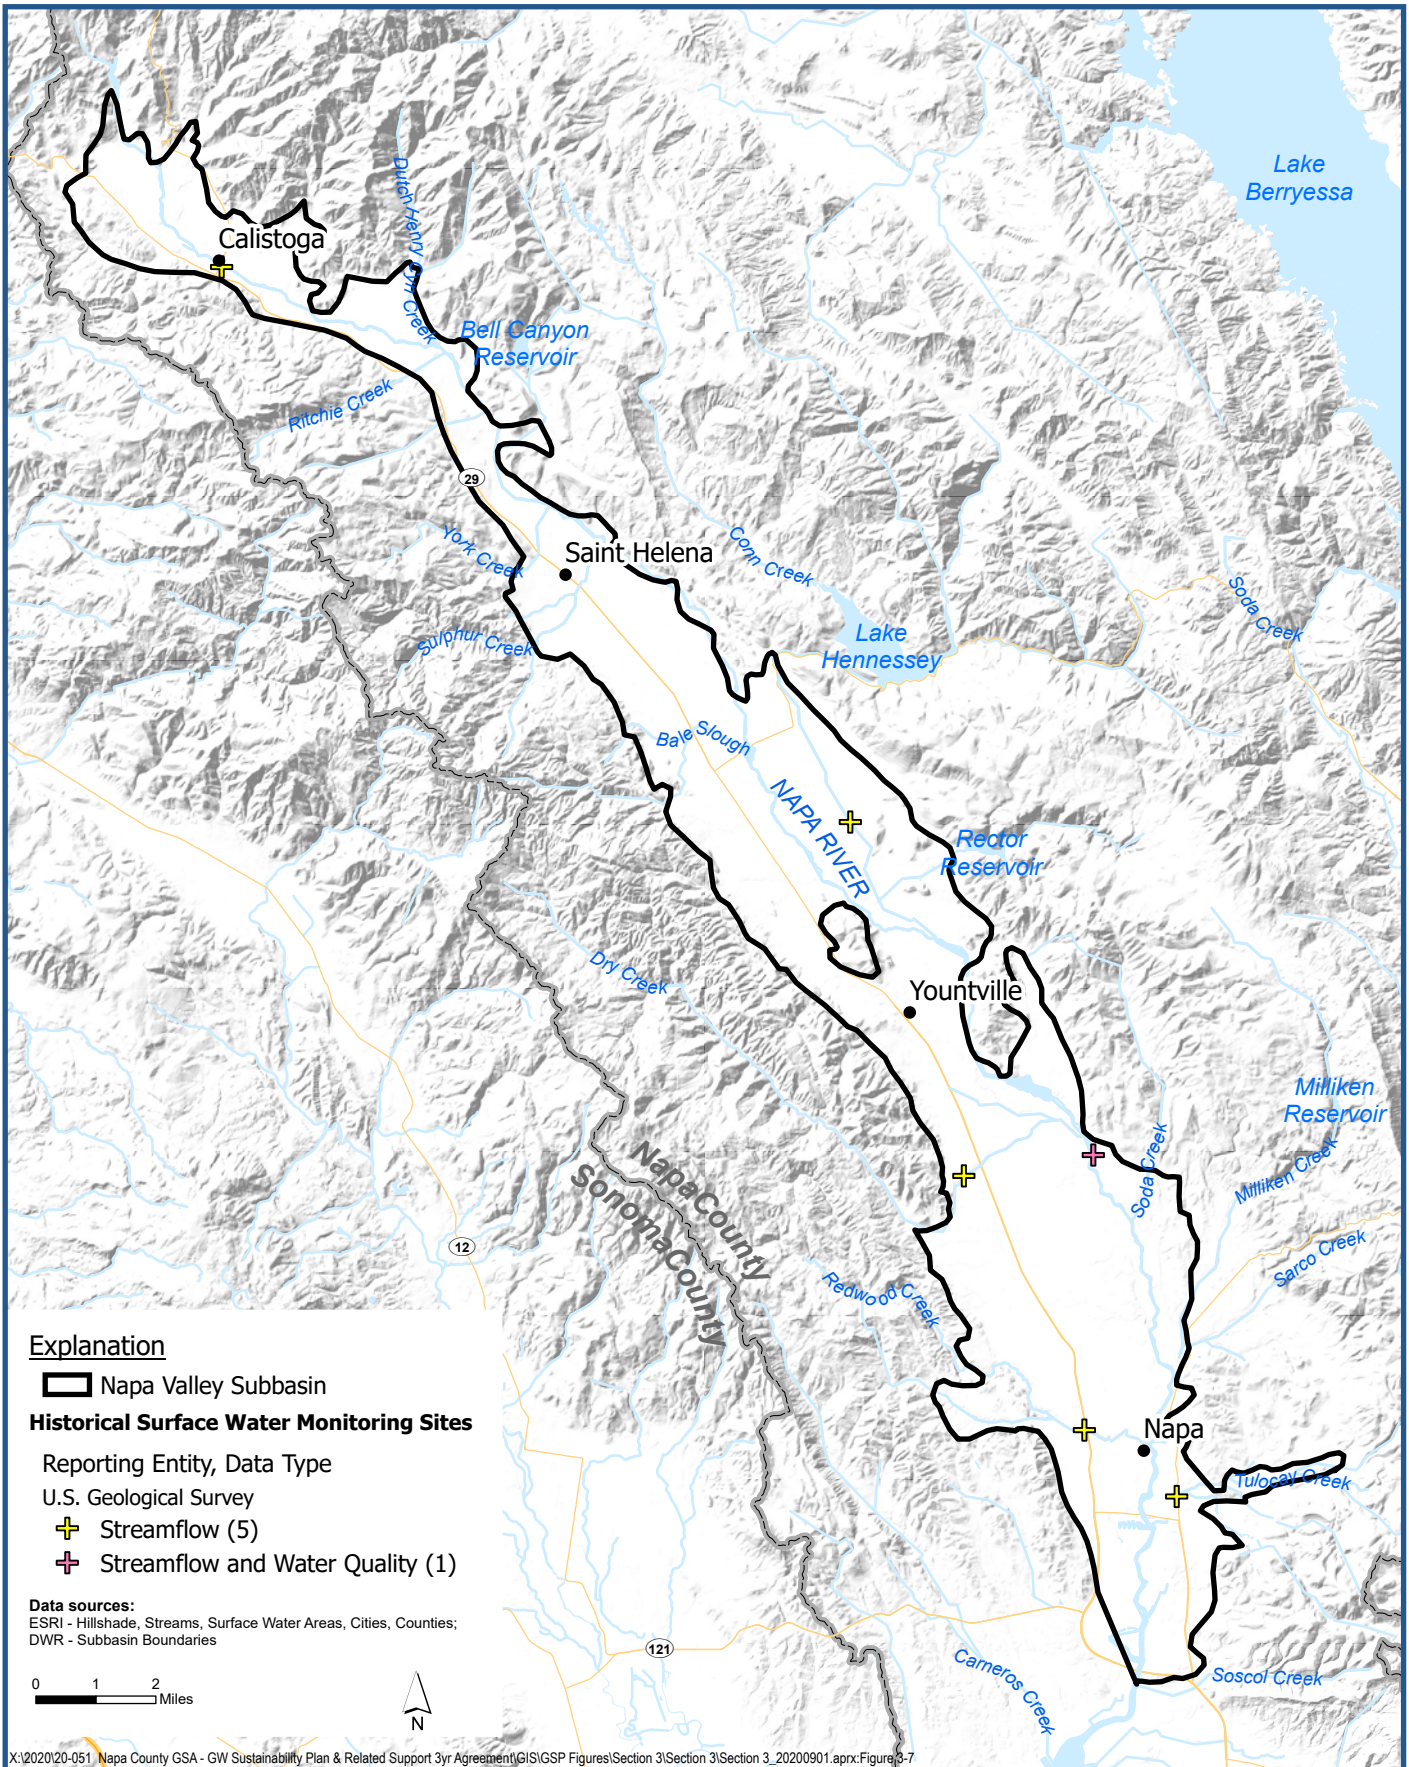 Lake
Berryessa
Dutch Henry Cyn Creek
Calistoga
Bell Canyon
Reservoir
Ritchie Creek
29
York Creek
Saint Helena
Conn Creek
Soda Creek
Sulphur Creek
Lake
Hennessey
Bale Slough
NAPA RIVER
Rector
Reservoir
Dry Creek
Yountville
Milliken
Reservoir
Soda Creek
Milliken Creek
NapaCounty
SonomaCounty
12
Sarco Creek
Redwood Creek
Napa
Tulocay Creek
121
Carneros Creek
Soscol Creek
Explanation
Napa Valley Subbasin
Historical Surface Water Monitoring Sites
Reporting Entity, Data Type
U.S. Geological Survey
Streamflow (5)
Streamflow and Water Quality (1)
Data sources:
ESRI - Hillshade, Streams, Surface Water Areas, Cities, Counties;
DWR - Subbasin Boundaries
0 1 2
Miles
N
X:\2020\20-051_Napa County GSA - GW Sustainability Plan & Related Support 3yr Agreement\GIS\GSP Figures\Section 3\Section 3\Section 3_20200901.aprx:Figure 3-7